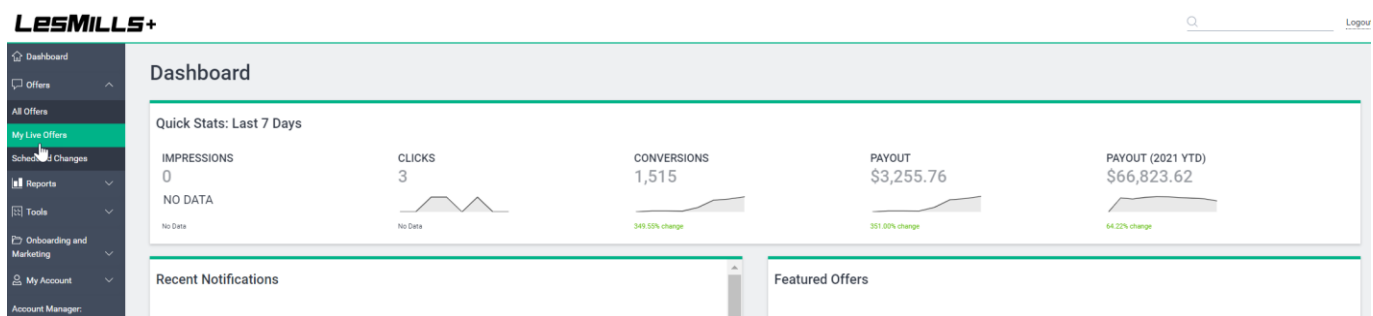 LesMILLS+
Logou
Dashboard
Offers
All Offers
My Live Offers
Scheduled Changes
Reports
Tools
Onboarding and
Marketing
My Account
Account Manager:
Dashboard
Quick Stats: Last 7 Days
IMPRESSIONS CLICKS CONVERSIONS PAYOUT PAYOUT (2021 YTD)
0 3 1,515 $3,255.76 $66,823.62
NO DATA
No Data No Data 349.55% change 351.00% change 64.22% change
Recent Notifications
Featured Offers